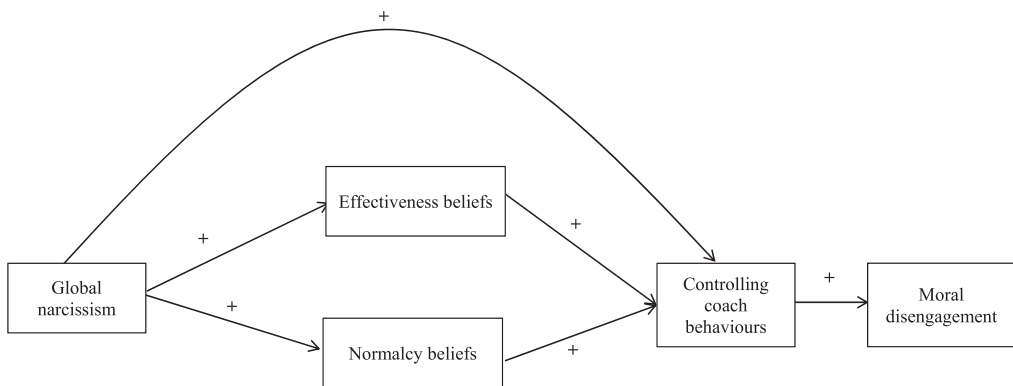 +
Effectiveness beliefs
+
+
Global
narcissism
+
Normalcy beliefs
+
Controlling
coach
behaviours
+
Moral
disengagement